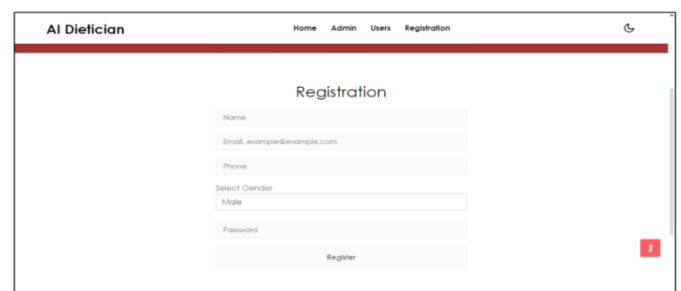 AI Dietician
Home Admin Users Registration
Registration
Name
Email, example@example.com
Phone
Select Gender
Male
Password
Register